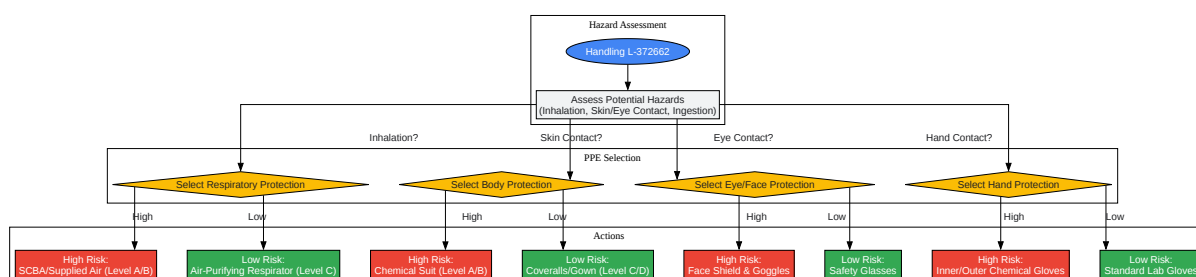 Hazard Assessment
Handling L-372662
Assess Potential Hazards
(Inhalation, Skin/Eye Contact, Ingestion)
Inhalation?
Skin Contact?
Eye Contact?
Hand Contact?
PPE Selection
Select Respiratory Protection
Select Body Protection
Select Eye/Face Protection
Select Hand Protection
High
Low
High
Low
High
Low
High
Low
Actions
High Risk:
SCBA/Supplied Air (Level A/B)
Low Risk:
Air-Purifying Respirator (Level C)
High Risk:
Chemical Suit (Level A/B)
Low Risk:
Coveralls/Gown (Level C/D)
High Risk:
Face Shield & Goggles
Low Risk:
Safety Glasses
High Risk:
Inner/Outer Chemical Gloves
Low Risk:
Standard Lab Gloves